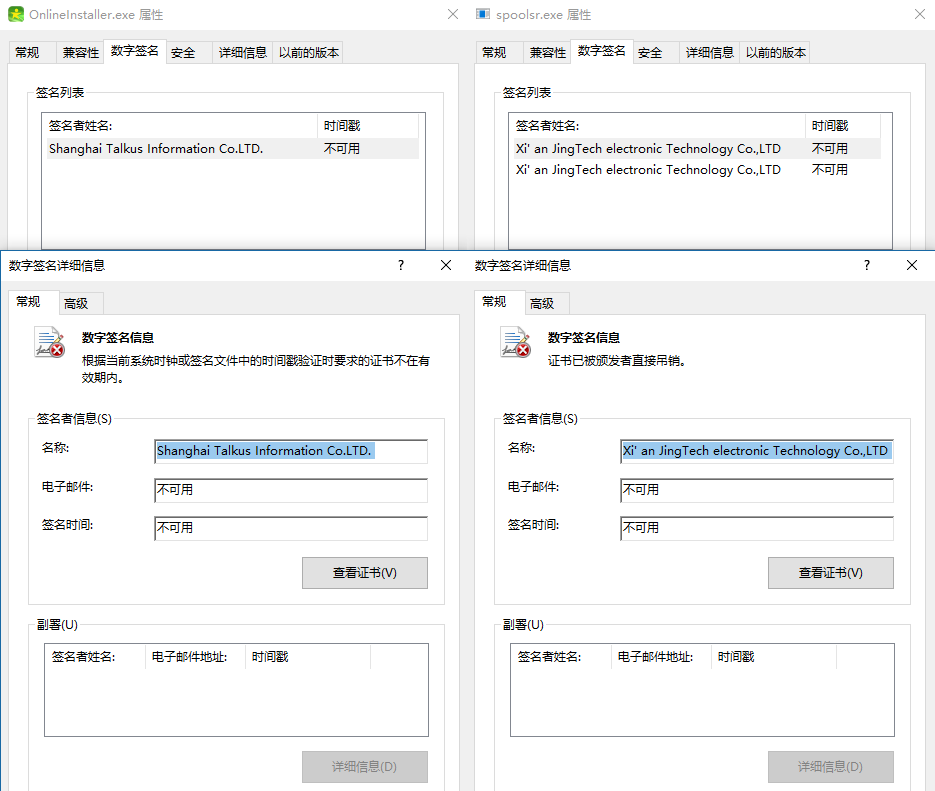 OnlineInstaller.exe 属性
常规 兼容性 数字签名 安全 详细信息 以前的版本
签名列表
签名者姓名: 时间戳
Shanghai Talkus Information Co.LTD. 不可用
数字签名详细信息 ?
常规 高级
数字签名信息
根据当前系统时钟或签名文件中的时间戳验证时要求的证书不在有
效期内。
签名者信息(S)
名称: Shanghai Talkus Information Co.LTD.
电子邮件: 不可用
签名时间: 不可用
查看证书(V)
副署(U)
签名者姓名: 电子邮件地址: 时间戳
详细信息(D)
spoolsr.exe 属性
常规 兼容性 数字签名 安全 详细信息 以前的版本
签名列表
签名者姓名: 时间戳
Xi' an JingTech electronic Technology Co.,LTD 不可用
Xi' an JingTech electronic Technology Co.,LTD 不可用
数字签名详细信息 ?
常规 高级
数字签名信息
证书已被颁发者直接吊销。
签名者信息(S)
名称: Xi' an JingTech electronic Technology Co.,LTD
电子邮件: 不可用
签名时间: 不可用
查看证书(V)
副署(U)
签名者姓名: 电子邮件地址: 时间戳
详细信息(D)